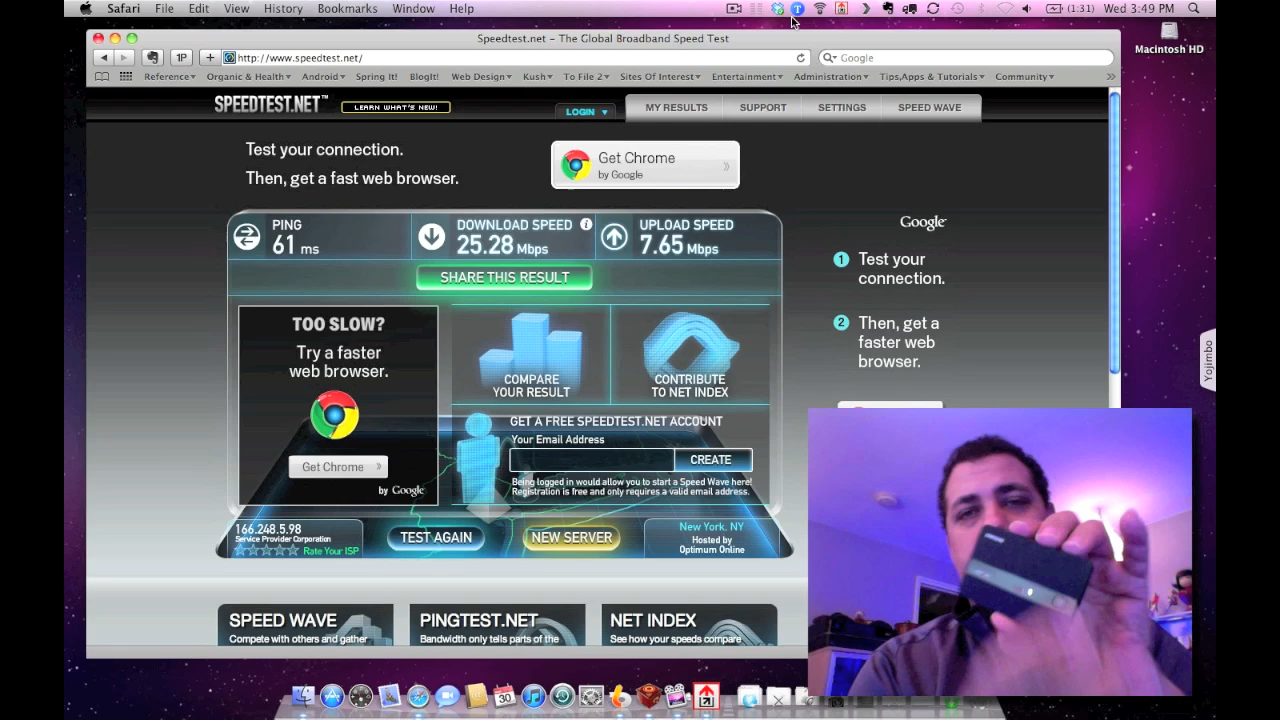 Safari File Edit View History Bookmarks Window Help
(1:31) Wed 3:49 PM
Speedtest.net – The Global Broadband Speed Test
Macintosh HD
1P + http://www.speedtest.net/ Google
Reference Organic & Health Android Spring It! BlogIt! Web Design Kush To File 2 Sites Of Interest Entertainment Administration Tips,Apps & Tutorials Community
SPEEDTEST.NET™ LEARN WHAT'S NEW! LOGIN MY RESULTS SUPPORT SETTINGS SPEED WAVE
Test your connection.
Then, get a fast web browser.
Get Chrome
by Google
PING
61 ms
DOWNLOAD SPEED
25.28 Mbps
UPLOAD SPEED
7.65 Mbps
SHARE THIS RESULT
Google
1 Test your
connection.
2 Then, get a
faster web
browser.
Yojimbo
TOO SLOW?
Try a faster
web browser.
Get Chrome
by Google
COMPARE
YOUR RESULT
CONTRIBUTE
TO NET INDEX
GET A FREE SPEEDTEST.NET ACCOUNT
Your Email Address
CREATE
Being logged in would allow you to start a Speed Wave here!
Registration is free and only requires a valid email address.
166.248.5.98
Service Provider Corporation
Rate Your ISP
TEST AGAIN
NEW SERVER
New York, NY
Hosted by
Optimum Online
SPEED WAVE
Compete with others and gather
PINGTEST.NET
Bandwidth only tells parts of the
NET INDEX
See how your speeds compare
30